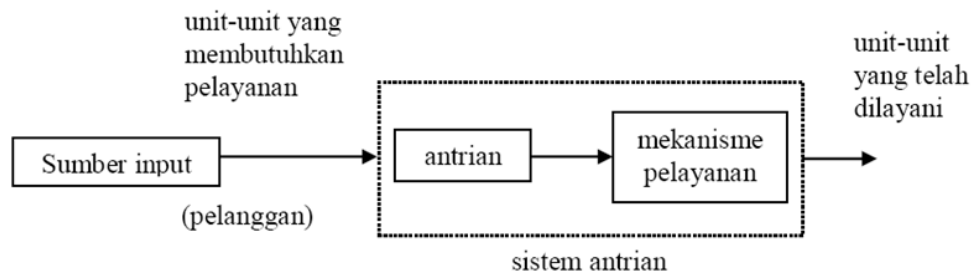 unit-unit yang
membutuhkan
pelayanan
unit-unit
yang telah
dilayani
Sumber input
antrian
mekanisme
pelayanan
(pelanggan)
sistem antrian